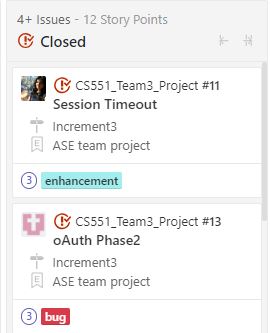 4+ Issues - 12 Story Points
Closed
CS551_Team3_Project #11
Session Timeout
Increment3
ASE team project
3 enhancement
CS551_Team3_Project #13
oAuth Phase2
Increment3
ASE team project
3 bug